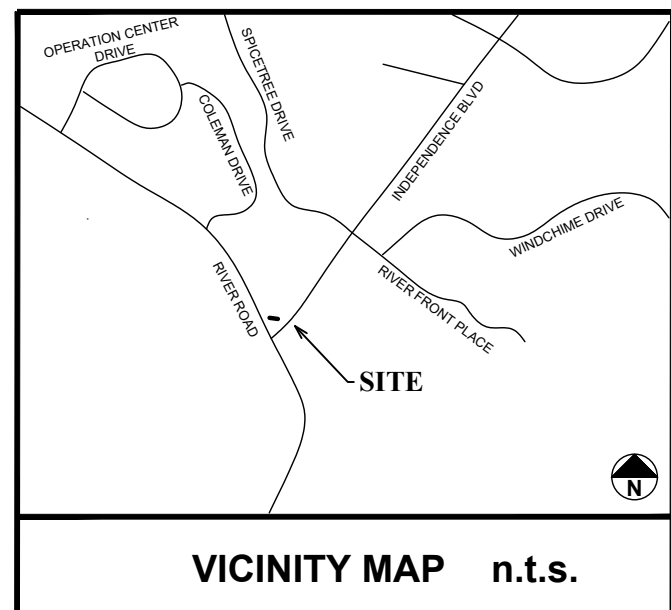 OPERATION CENTER
DRIVE
SPICETREE DRIVE
COLEMAN DRIVE
INDEPENDENCE BLVD
WINDCHIME DRIVE
RIVER ROAD
RIVER FRONT PLACE
SITE
N
VICINITY MAP n.t.s.